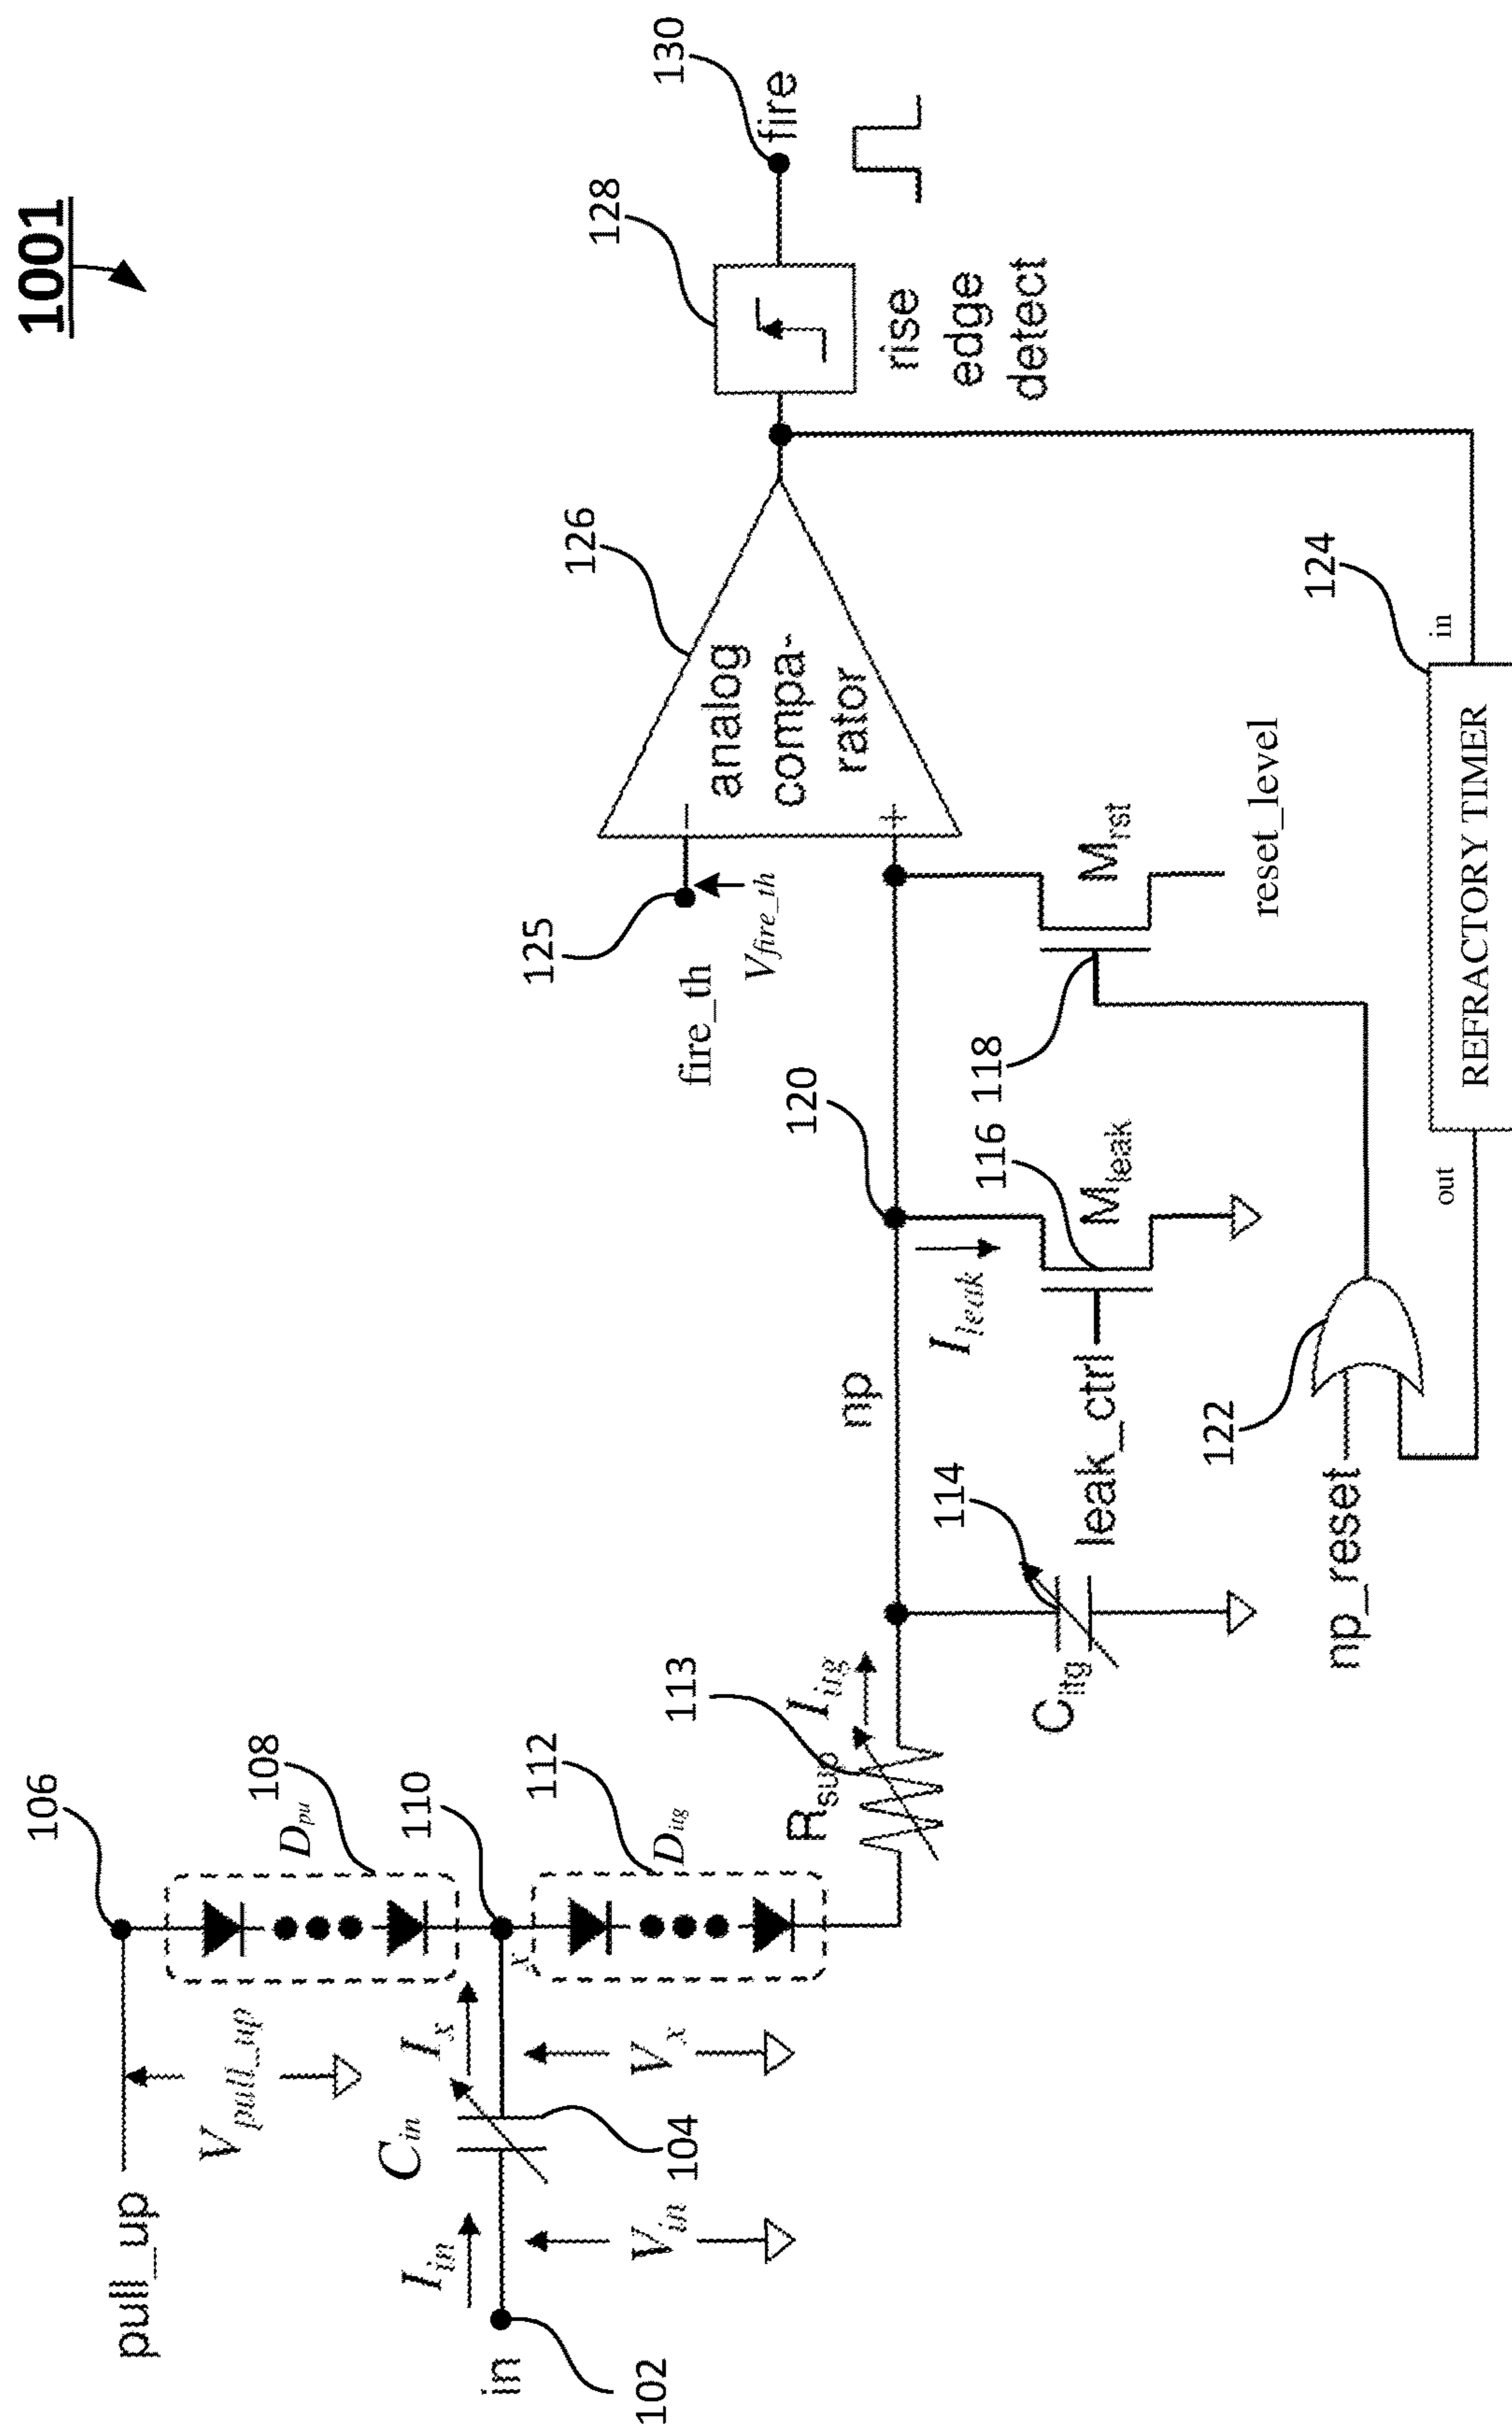 1001
106
pull_up
V_pull_up
D_pu
108
110
C_in
I_in
I_x
x
in
102
V_in
104
V_x
112
D_itg
R_sup
113
I_itg
np
120
125
fire_th
V_fire_th
126
-
+
analog
compa-
rator
128
130
fire
rise
edge
detect
114
C_itg
I_leak
leak_ctrl
116
M_leak
118
M_rst
reset_level
122
np_reset
124
in
out
REFRACTORY TIMER